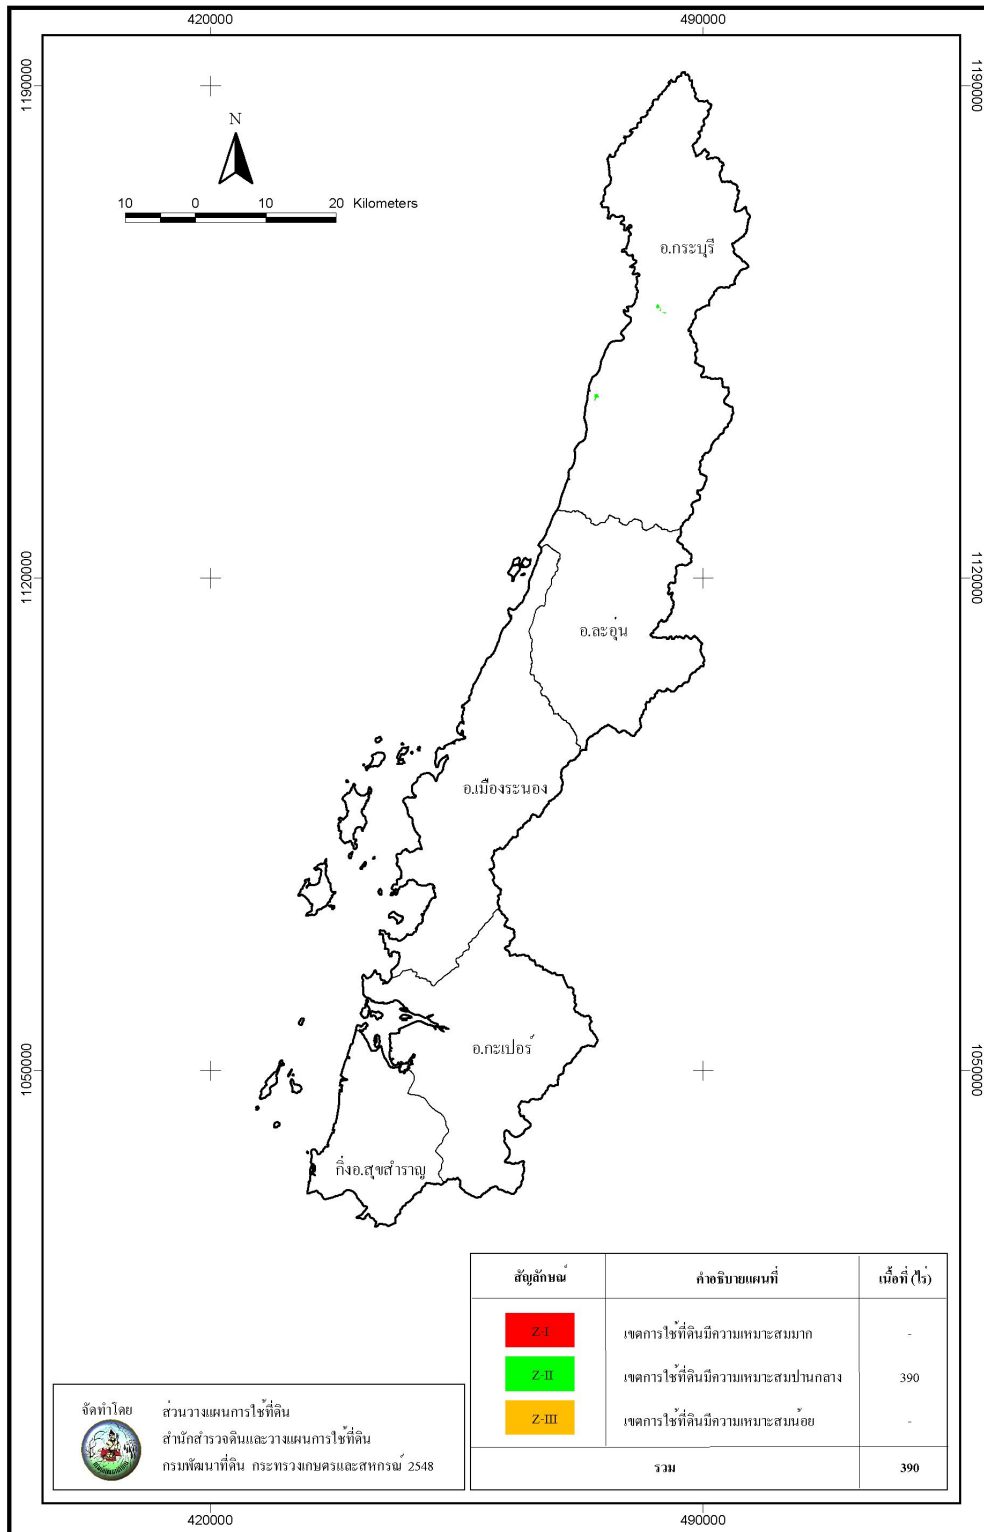 420000 490000
1190000 1190000
N
10 0 10 20 Kilometers
อ.กระบุรี
1120000 1120000
อ.ละอุ่น
อ.เมืองระนอง
อ.กะเปอร์
1050000 1050000
กิ่งอ.สุขสำราญ
สัญลักษณ์ คำอธิบายแผนที่ เนื้อที่ (ไร่)
Z-I เขตการใช้ที่ดินมีความเหมาะสมมาก -
Z-II เขตการใช้ที่ดินมีความเหมาะสมปานกลาง 390
Z-III เขตการใช้ที่ดินมีความเหมาะสมน้อย -
รวม 390
จัดทำโดย ส่วนวางแผนการใช้ที่ดิน
สำนักสำรวจดินและวางแผนการใช้ที่ดิน
กรมพัฒนาที่ดิน กระทรวงเกษตรและสหกรณ์ 2548
420000 490000